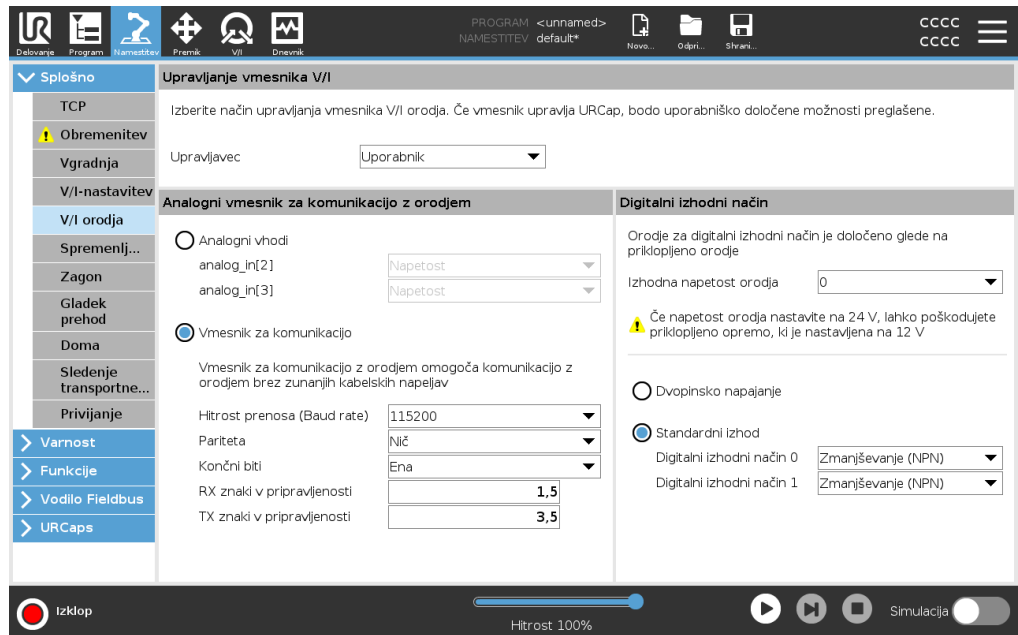 PROGRAM <unnamed>
NAMESTITEV default*
cccc
cccc
Delovanje
Program
Namestitev
Premik
V/I
Dnevnik
Novo...
Odpri...
Shrani...
Splošno
TCP
Obremenitev
Vgradnja
V/I-nastavitev
V/I orodja
Spremenlj...
Zagon
Gladek
prehod
Doma
Sledenje
transportne...
Privijanje
Varnost
Funkcije
Vodilo Fieldbus
URCaps
Upravljanje vmesnika V/I
Izberite način upravljanja vmesnika V/I orodja. Če vmesnik upravlja URCap, bodo uporabniško določene možnosti preglašene.
Upravljavec Uporabnik
Analogni vmesnik za komunikacijo z orodjem
Analogni vhodi
analog_in[2] Napetost
analog_in[3] Napetost
Vmesnik za komunikacijo
Vmesnik za komunikacijo z orodjem omogoča komunikacijo z
orodjem brez zunanjih kabelskih napeljav
Hitrost prenosa (Baud rate) 115200
Pariteta Nič
Končni biti Ena
RX znaki v pripravljenosti 1,5
TX znaki v pripravljenosti 3,5
Digitalni izhodni način
Orodje za digitalni izhodni način je določeno glede na
priklopljeno orodje
Izhodna napetost orodja 0
Če napetost orodja nastavite na 24 V, lahko poškodujete
priklopljeno opremo, ki je nastavljena na 12 V
Dvopinsko napajanje
Standardni izhod
Digitalni izhodni način 0 Zmanjševanje (NPN)
Digitalni izhodni način 1 Zmanjševanje (NPN)
Izklop
Hitrost 100%
Simulacija